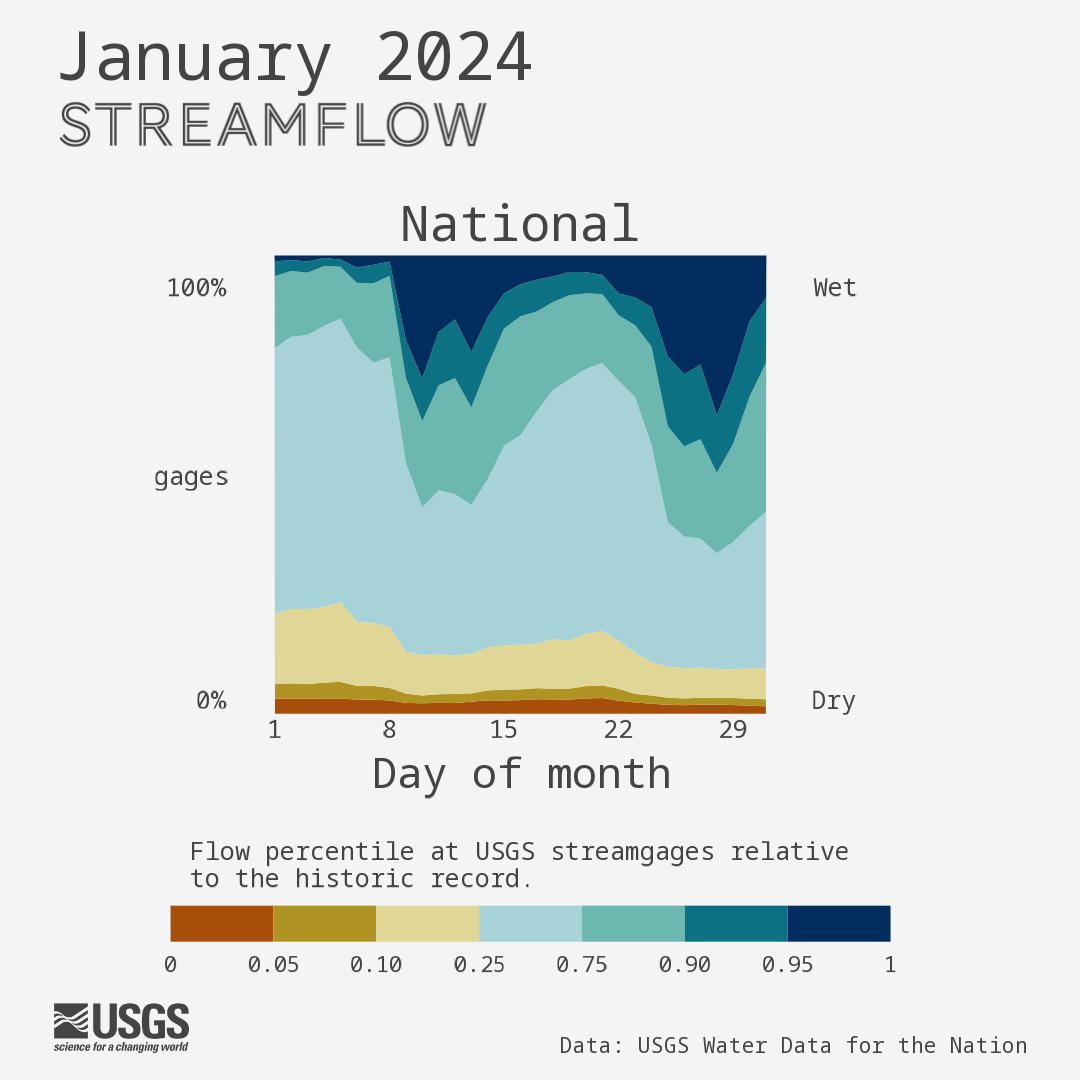 January 2024
STREAMFLOW
National
100%
Wet
gages
0%
Dry
1 8 15 22 29
Day of month
Flow percentile at USGS streamgages relative
to the historic record.
0 0.05 0.10 0.25 0.75 0.90 0.95 1
USGS
science for a changing world
Data: USGS Water Data for the Nation